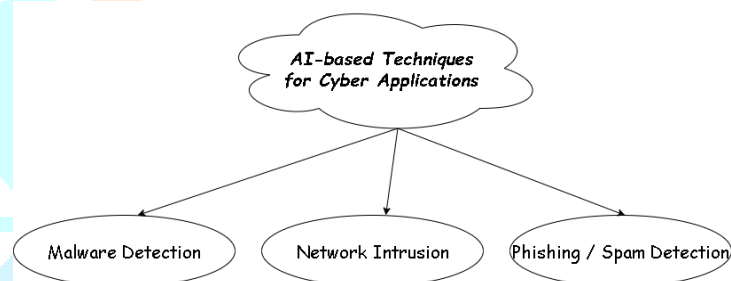 AI-based Techniques
for Cyber Applications
Malware Detection
Network Intrusion
Phishing / Spam Detection